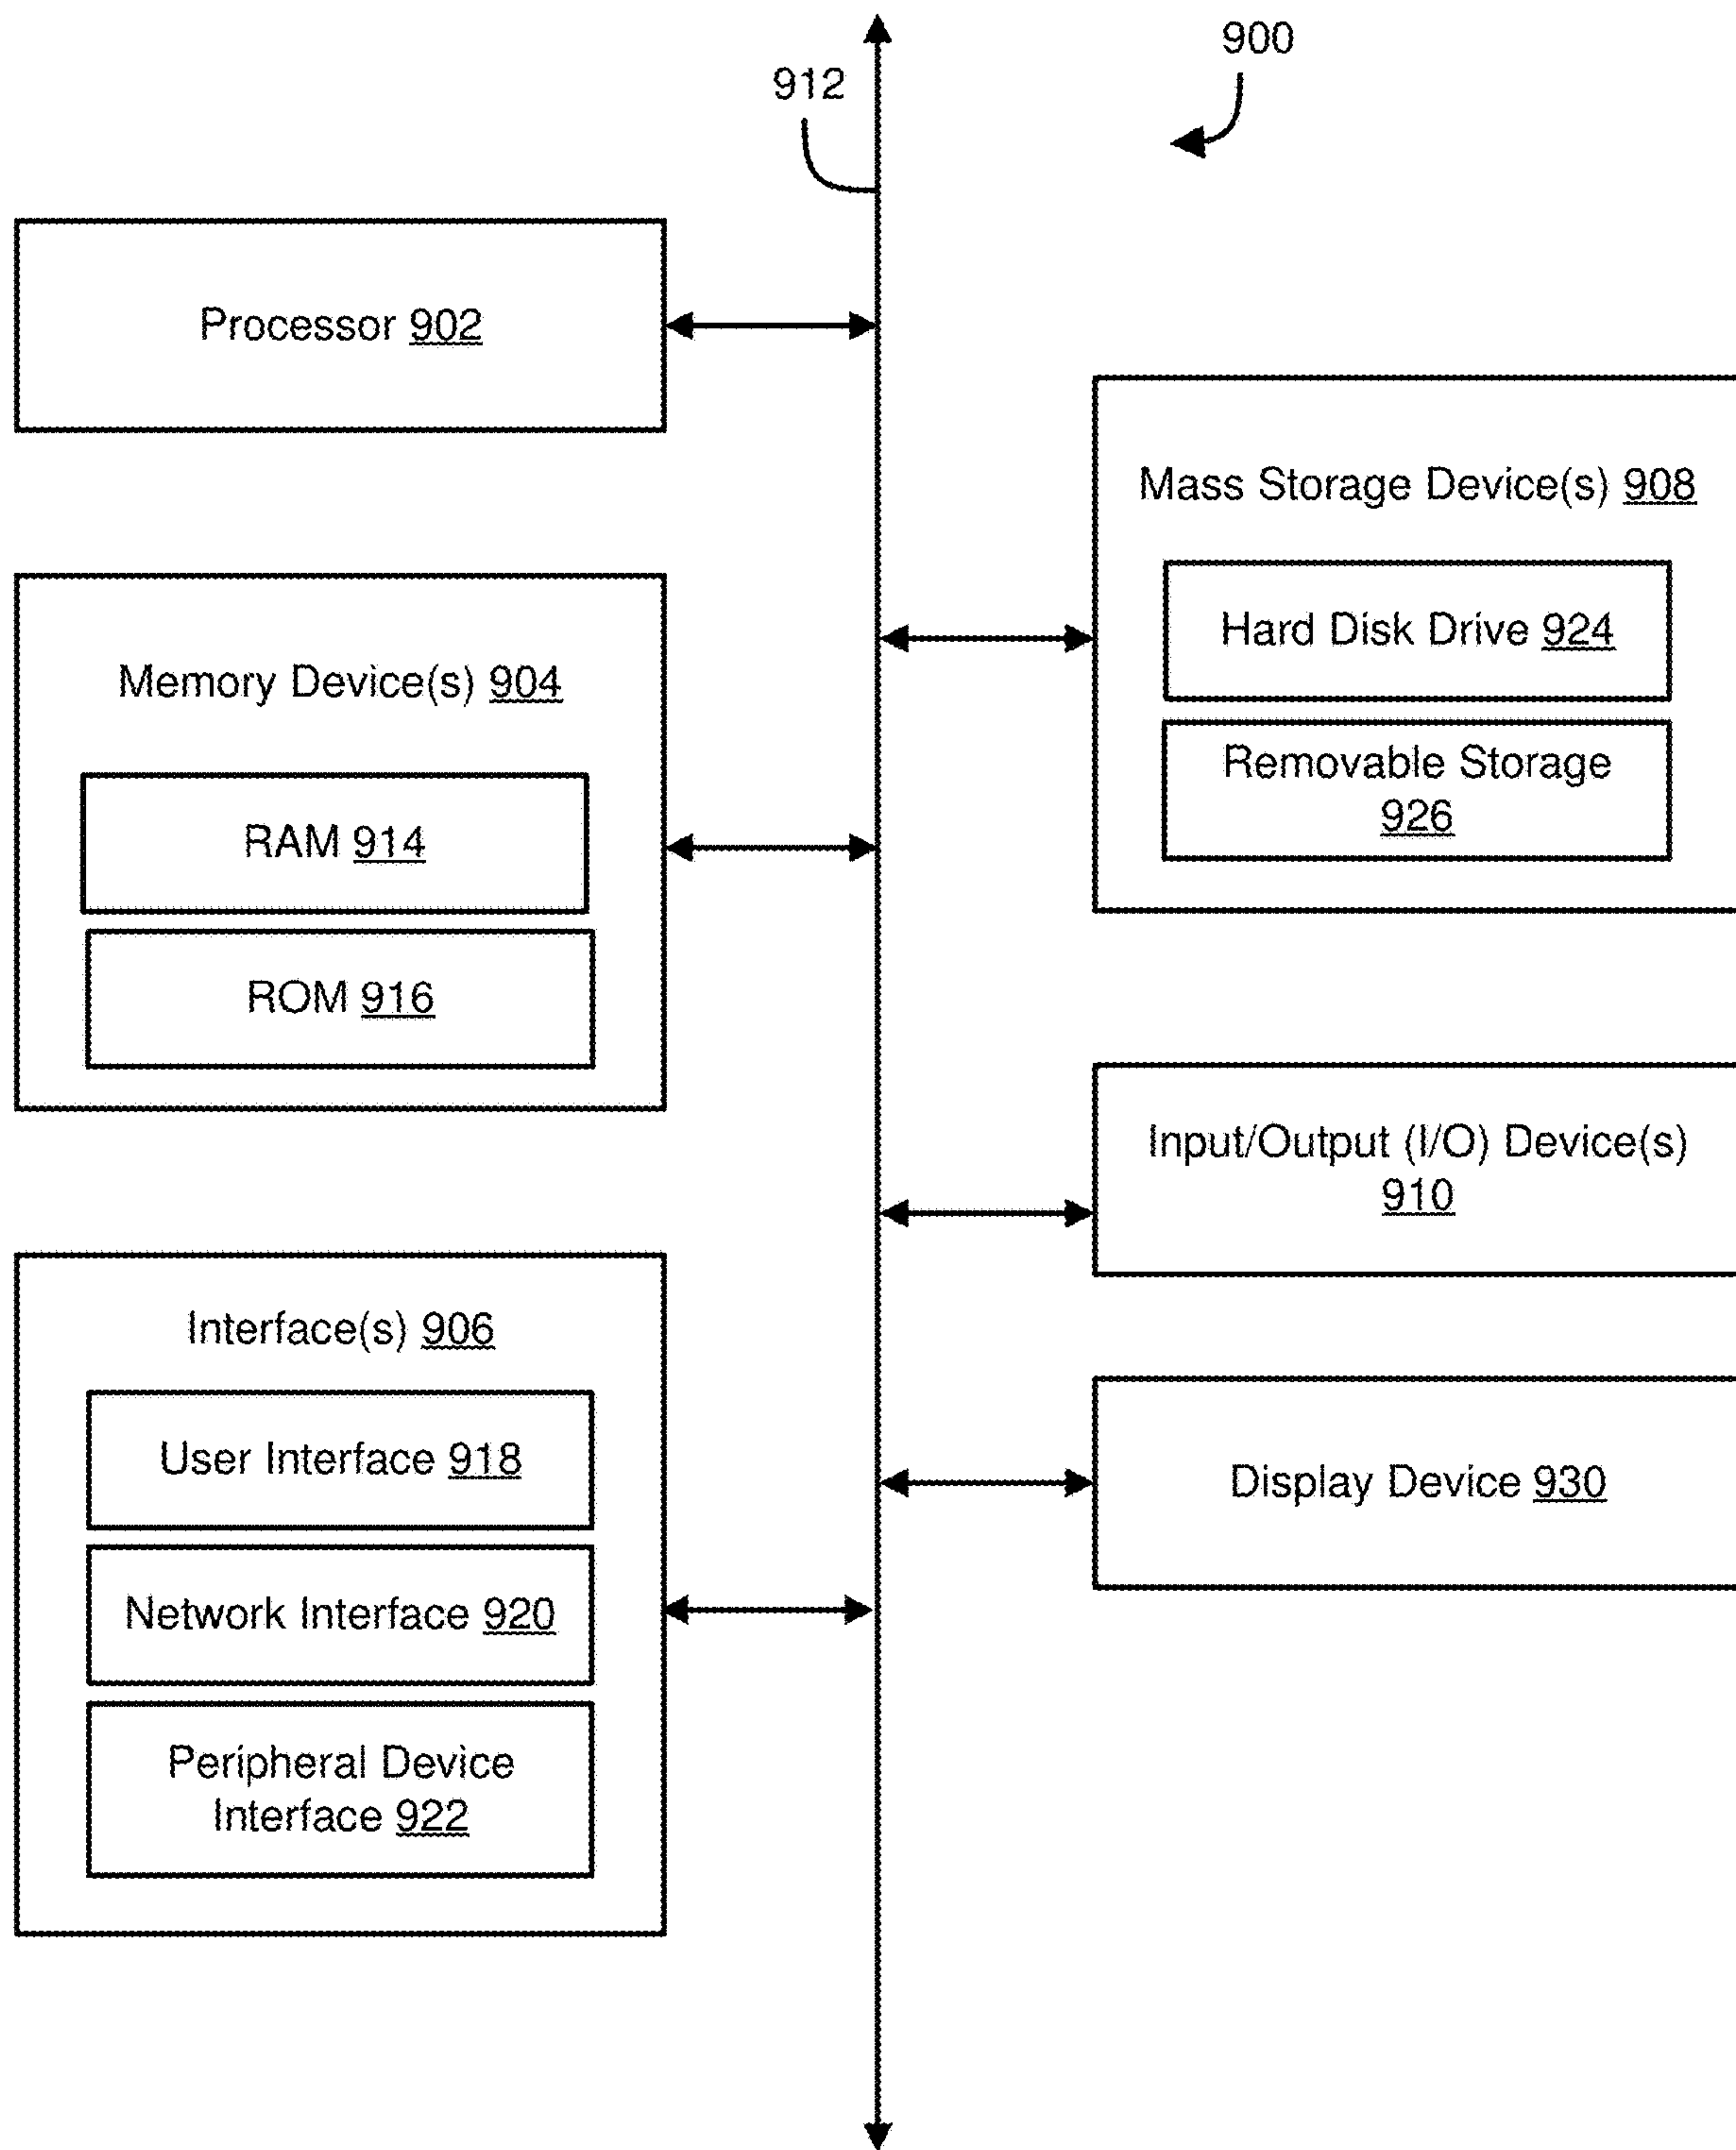 900
912
Processor 902
Mass Storage Device(s) 908
Hard Disk Drive 924
Removable Storage
926
Memory Device(s) 904
RAM 914
ROM 916
Input/Output (I/O) Device(s)
910
Interface(s) 906
User Interface 918
Network Interface 920
Peripheral Device
Interface 922
Display Device 930